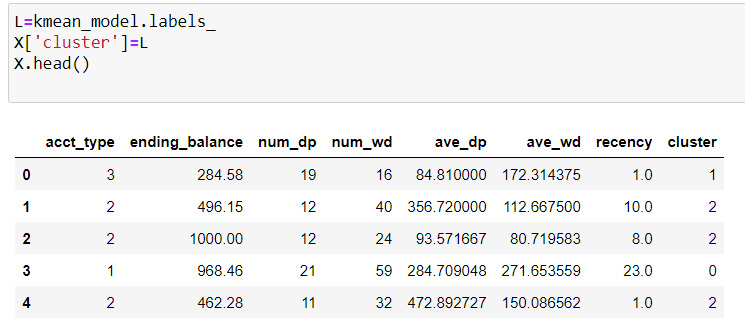 L=kmean_model.labels_
X['cluster']=L
X.head()
acct_type ending_balance num_dp num_wd ave_dp ave_wd recency cluster
0 3 284.58 19 16 84.810000 172.314375 1.0 1
1 2 496.15 12 40 356.720000 112.667500 10.0 2
2 2 1000.00 12 24 93.571667 80.719583 8.0 2
3 1 968.46 21 59 284.709048 271.653559 23.0 0
4 2 462.28 11 32 472.892727 150.086562 1.0 2